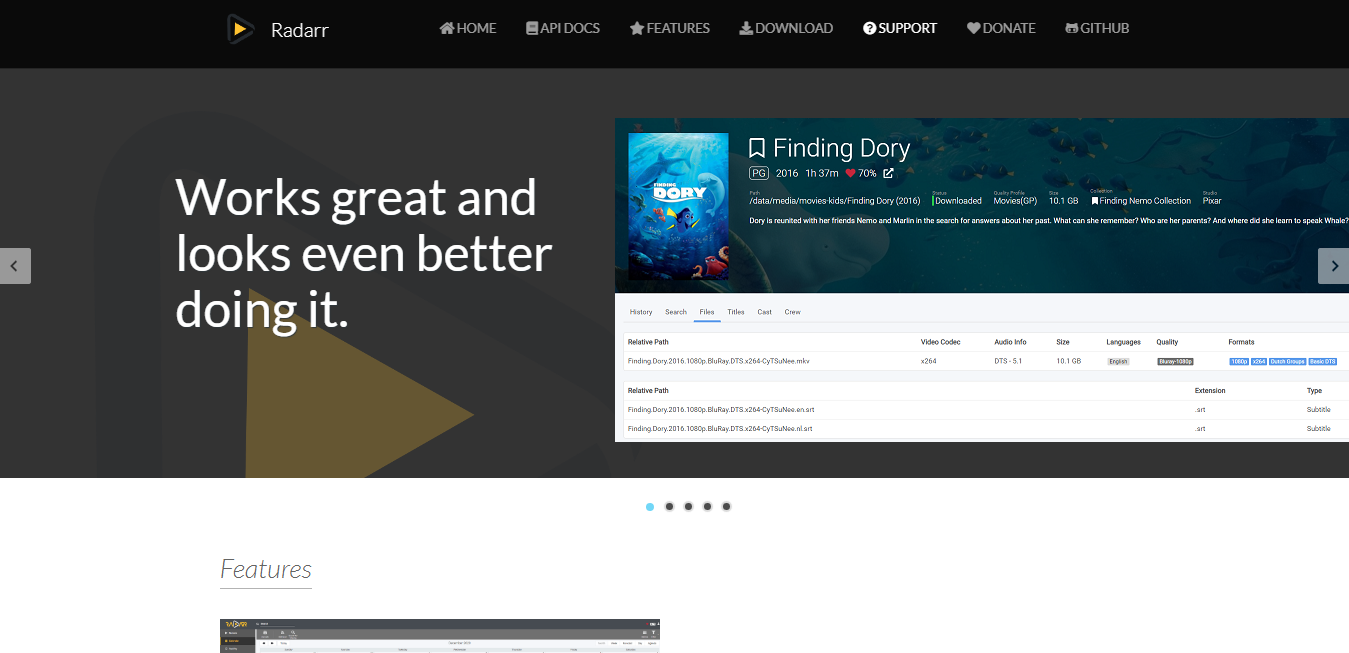 Radarr
HOME
API DOCS
FEATURES
DOWNLOAD
SUPPORT
DONATE
GITHUB
Works great and
looks even better
doing it.
FINDING
DORY
Finding Dory
PG 2016 1h 37m 70%
Path
/data/media/movies-kids/Finding Dory (2016)
Status
Downloaded
Quality Profile
Movies(GP)
Size
10.1 GB
Collection
Finding Nemo Collection
Studio
Pixar
Dory is reunited with her friends Nemo and Marlin in the search for answers about her past. What can she remember? Who are her parents? And where did she learn to speak Whale?
History Search Files Titles Cast Crew
Relative Path Video Codec Audio Info Size Languages Quality Formats
Finding.Dory.2016.1080p.BluRay.DTS.x264-CyTSuNee.mkv x264 DTS - 5.1 10.1 GB English Bluray-1080p 1080p x264 Dutch Groups Basic DTS
Relative Path Extension Type
Finding.Dory.2016.1080p.BluRay.DTS.x264-CyTSuNee.en.srt .srt Subtitle
Finding.Dory.2016.1080p.BluRay.DTS.x264-CyTSuNee.nl.srt .srt Subtitle
Features
RADARR